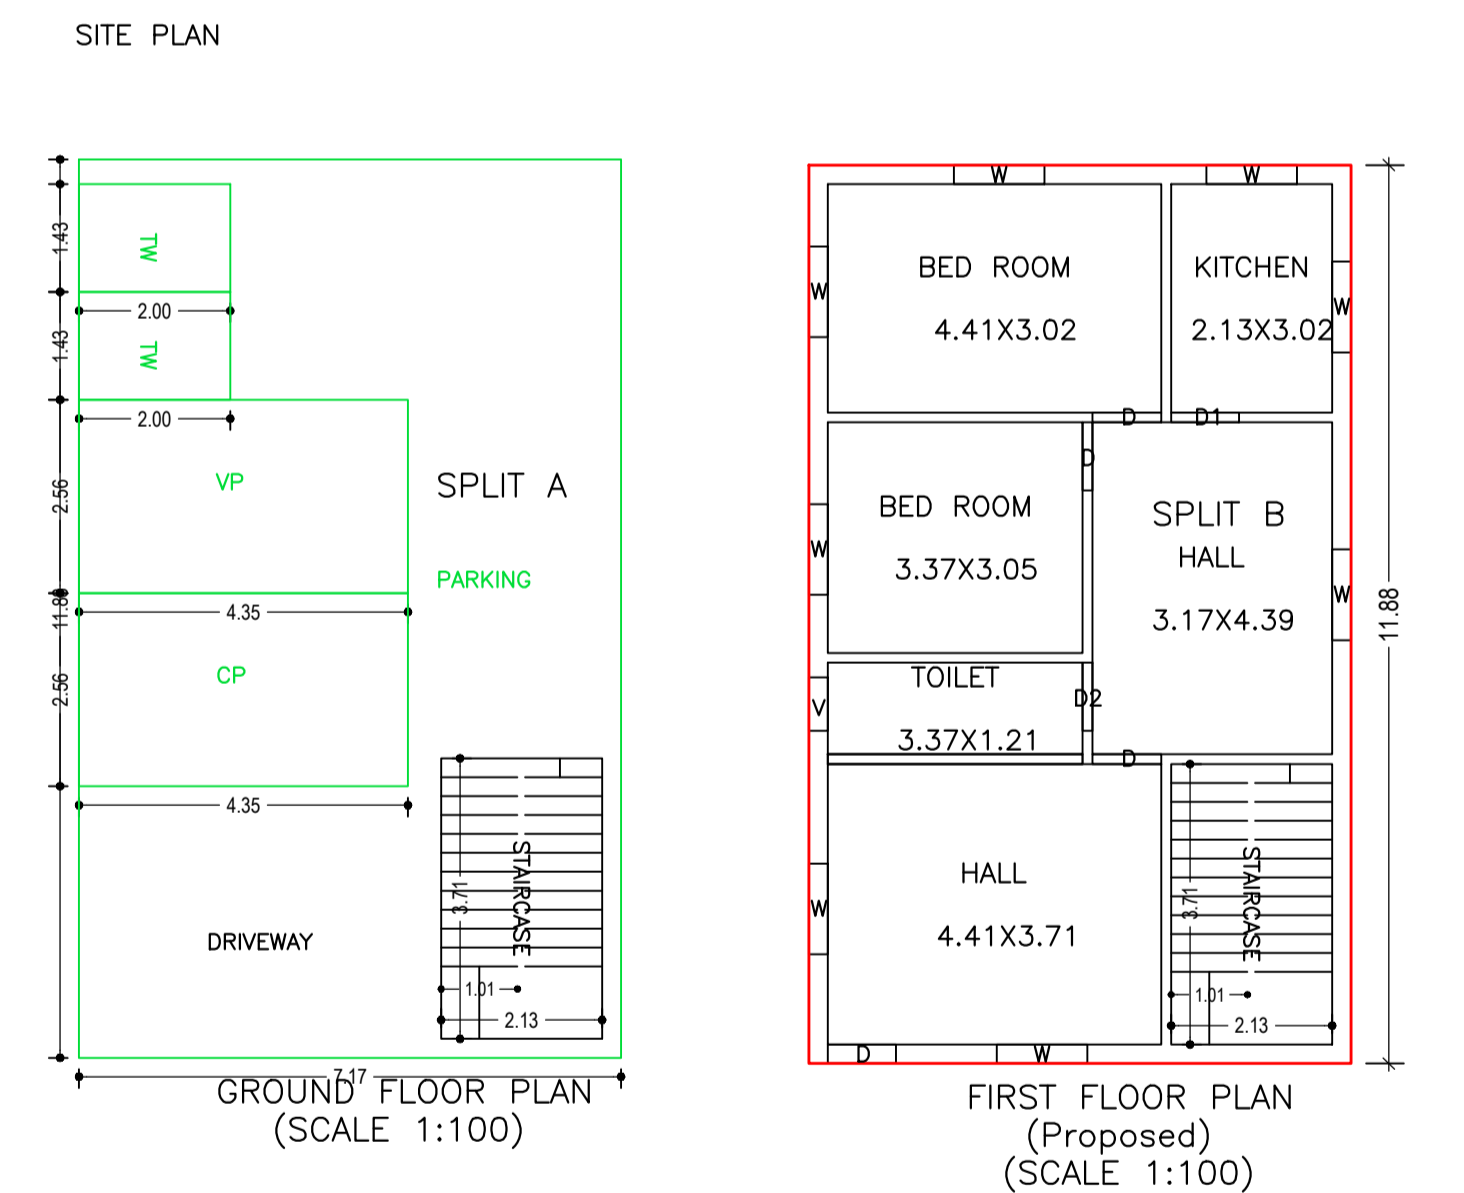 SITE PLAN
1.43
TW
2.00
1.43
TW
2.00
2.56
VP
SPLIT A
PARKING
11.88
4.35
2.56
CP
4.35
DRIVEWAY
STAIRCASE
3.71
1.01
2.13
7.17
GROUND FLOOR PLAN
(SCALE 1:100)
W
W
BED ROOM
4.41X3.02
KITCHEN
2.13X3.02
W
W
D
D1
D
BED ROOM
3.37X3.05
W
SPLIT B
HALL
3.17X4.39
W
11.88
TOILET
3.37X1.21
V
D2
D
HALL
4.41X3.71
W
STAIRCASE
3.71
1.01
2.13
D
W
FIRST FLOOR PLAN
(Proposed)
(SCALE 1:100)